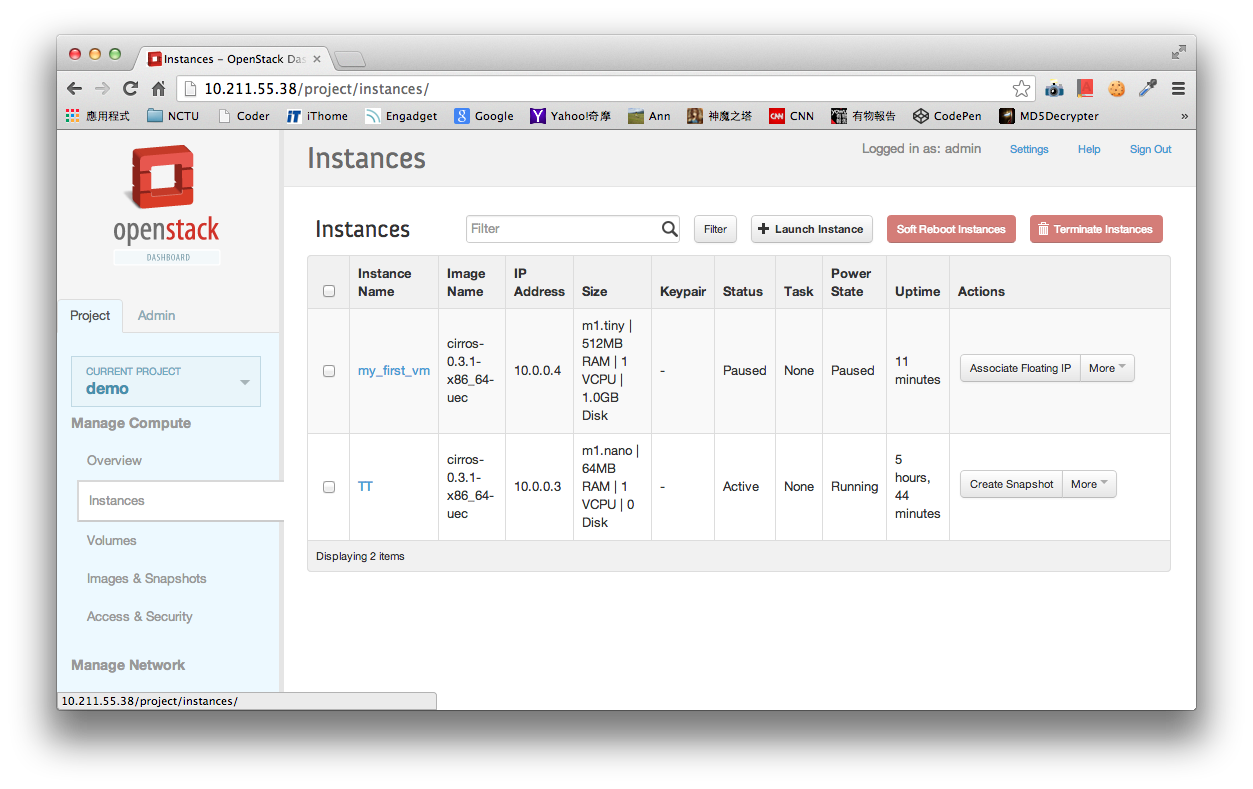 Instances - OpenStack Das
10.211.55.38/project/instances/
應用程式 NCTU Coder iThome Engadget Google Yahoo!奇摩 Ann 神魔之塔 CNN 有物報告 CodePen MD5Decrypter »
openstack
DASHBOARD
Project Admin
CURRENT PROJECT
demo
Manage Compute
Overview
Instances
Volumes
Images & Snapshots
Access & Security
Manage Network
10.211.55.38/project/instances/
Instances
Logged in as: admin Settings Help Sign Out
Instances
Filter Filter Launch Instance Soft Reboot Instances Terminate Instances
Instance Name Image Name IP Address Size Keypair Status Task Power State Uptime Actions
my_first_vm cirros-0.3.1-x86_64-uec 10.0.0.4 m1.tiny | 512MB RAM | 1 VCPU | 1.0GB Disk - Paused None Paused 11 minutes Associate Floating IP More
TT cirros-0.3.1-x86_64-uec 10.0.0.3 m1.nano | 64MB RAM | 1 VCPU | 0 Disk - Active None Running 5 hours, 44 minutes Create Snapshot More
Displaying 2 items